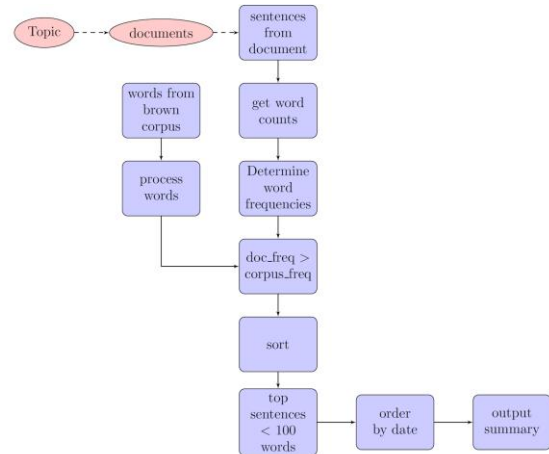 Topic
documents
sentences
from
document
words from
brown
corpus
get word
counts
process
words
Determine
word
frequencies
doc_freq >
corpus_freq
sort
top
sentences
< 100
words
order
by date
output
summary